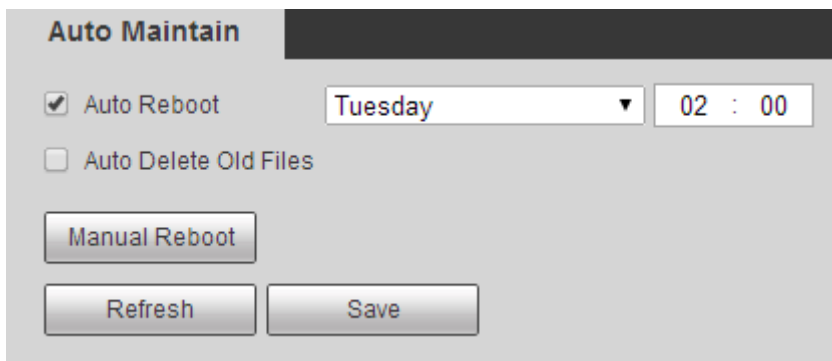 Auto Maintain
Auto Reboot Tuesday 02 : 00
Auto Delete Old Files
Manual Reboot
Refresh Save